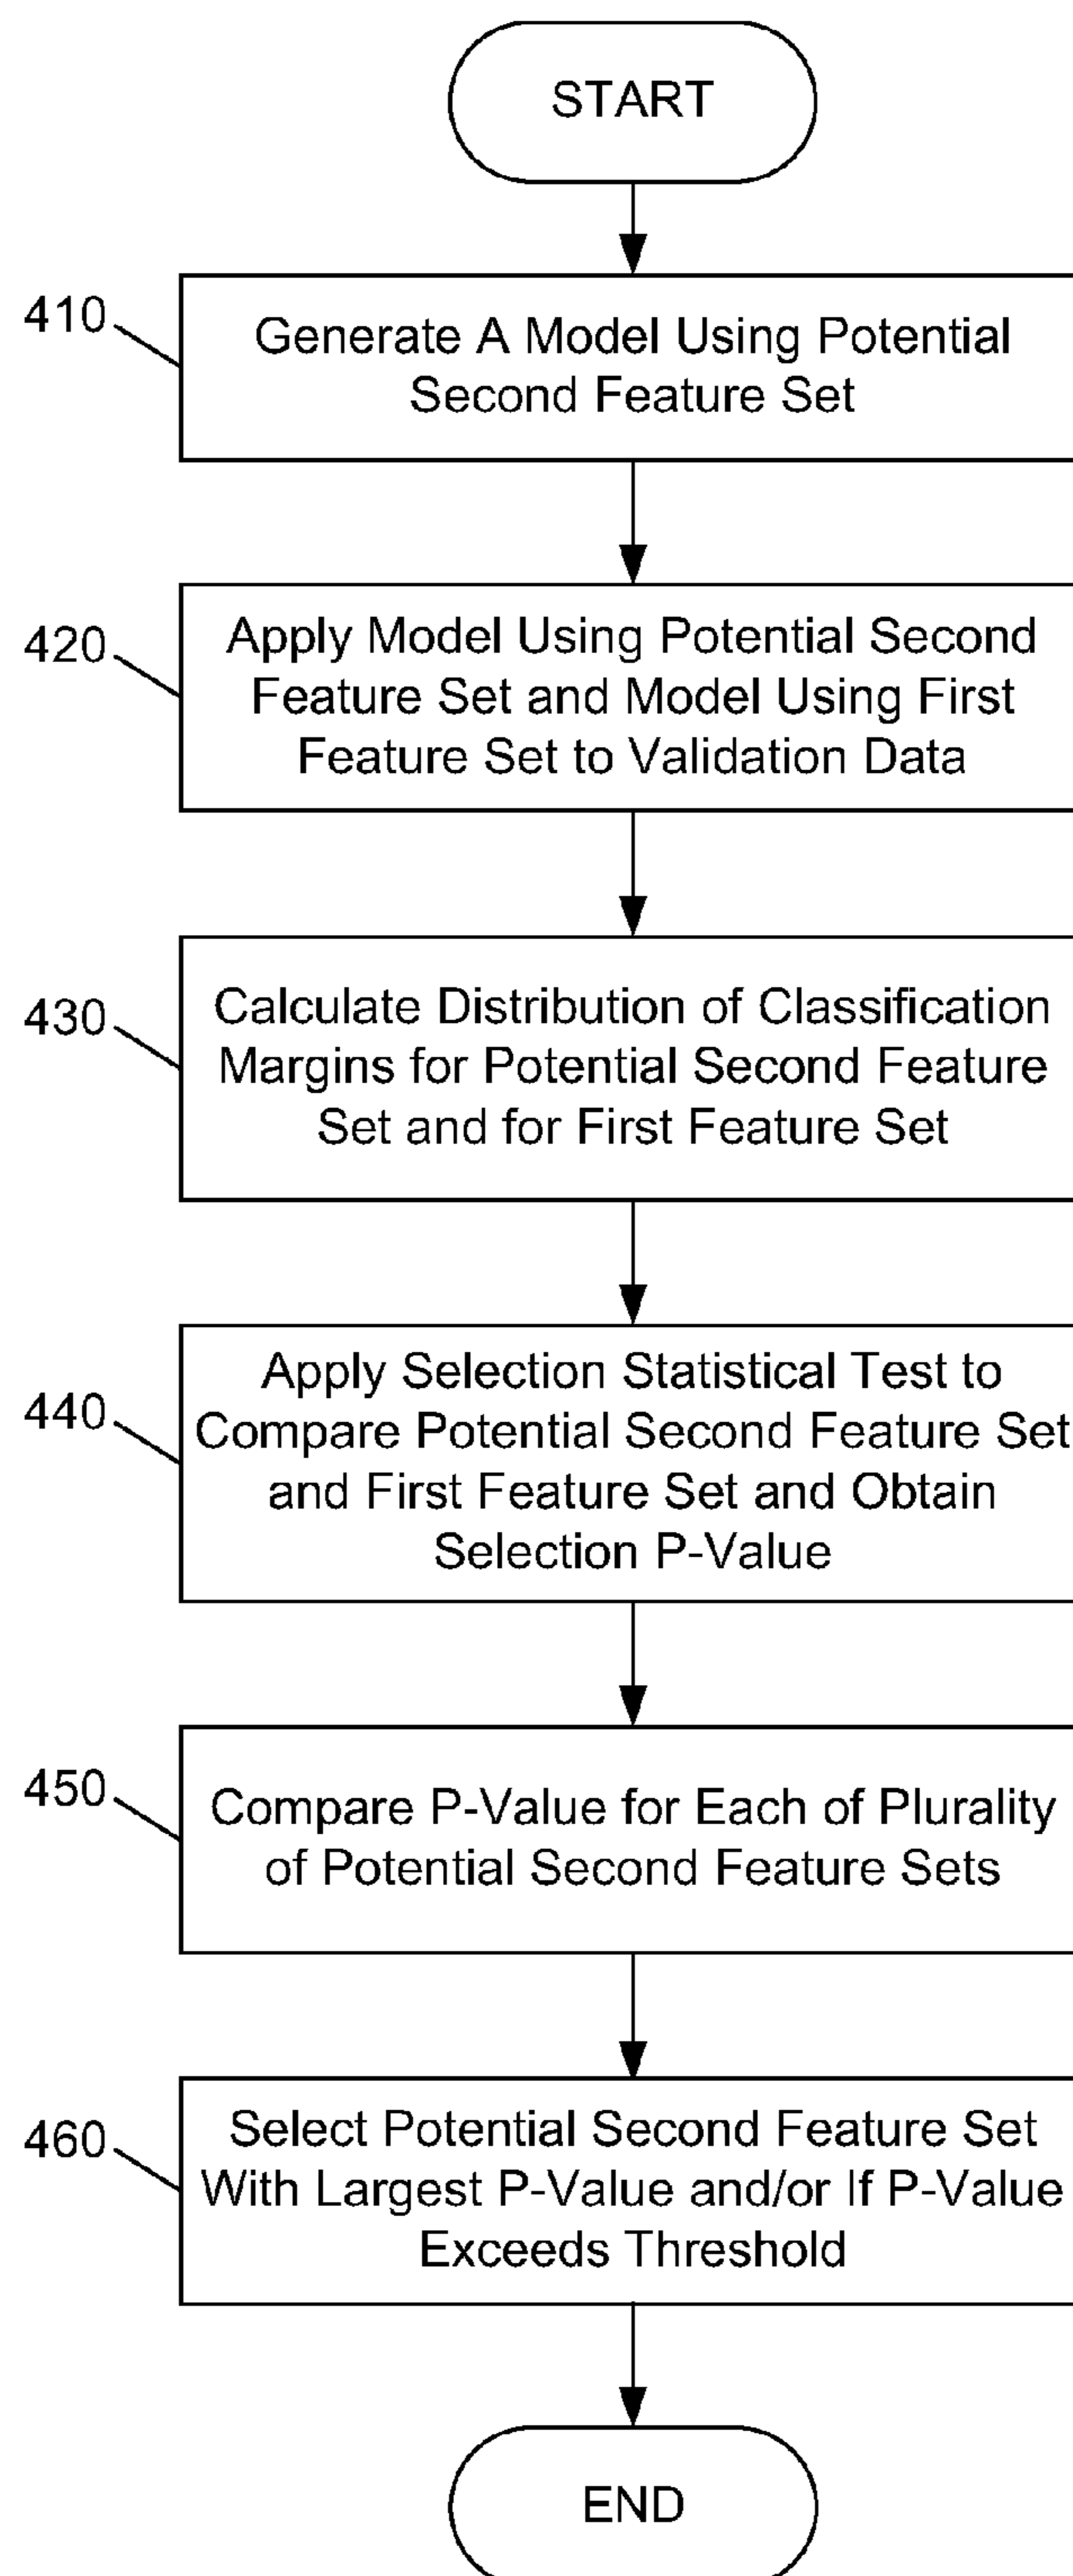 START
410
Generate A Model Using Potential
Second Feature Set
420
Apply Model Using Potential Second
Feature Set and Model Using First
Feature Set to Validation Data
430
Calculate Distribution of Classification
Margins for Potential Second Feature
Set and for First Feature Set
440
Apply Selection Statistical Test to
Compare Potential Second Feature Set
and First Feature Set and Obtain
Selection P-Value
450
Compare P-Value for Each of Plurality
of Potential Second Feature Sets
460
Select Potential Second Feature Set
With Largest P-Value and/or If P-Value
Exceeds Threshold
END